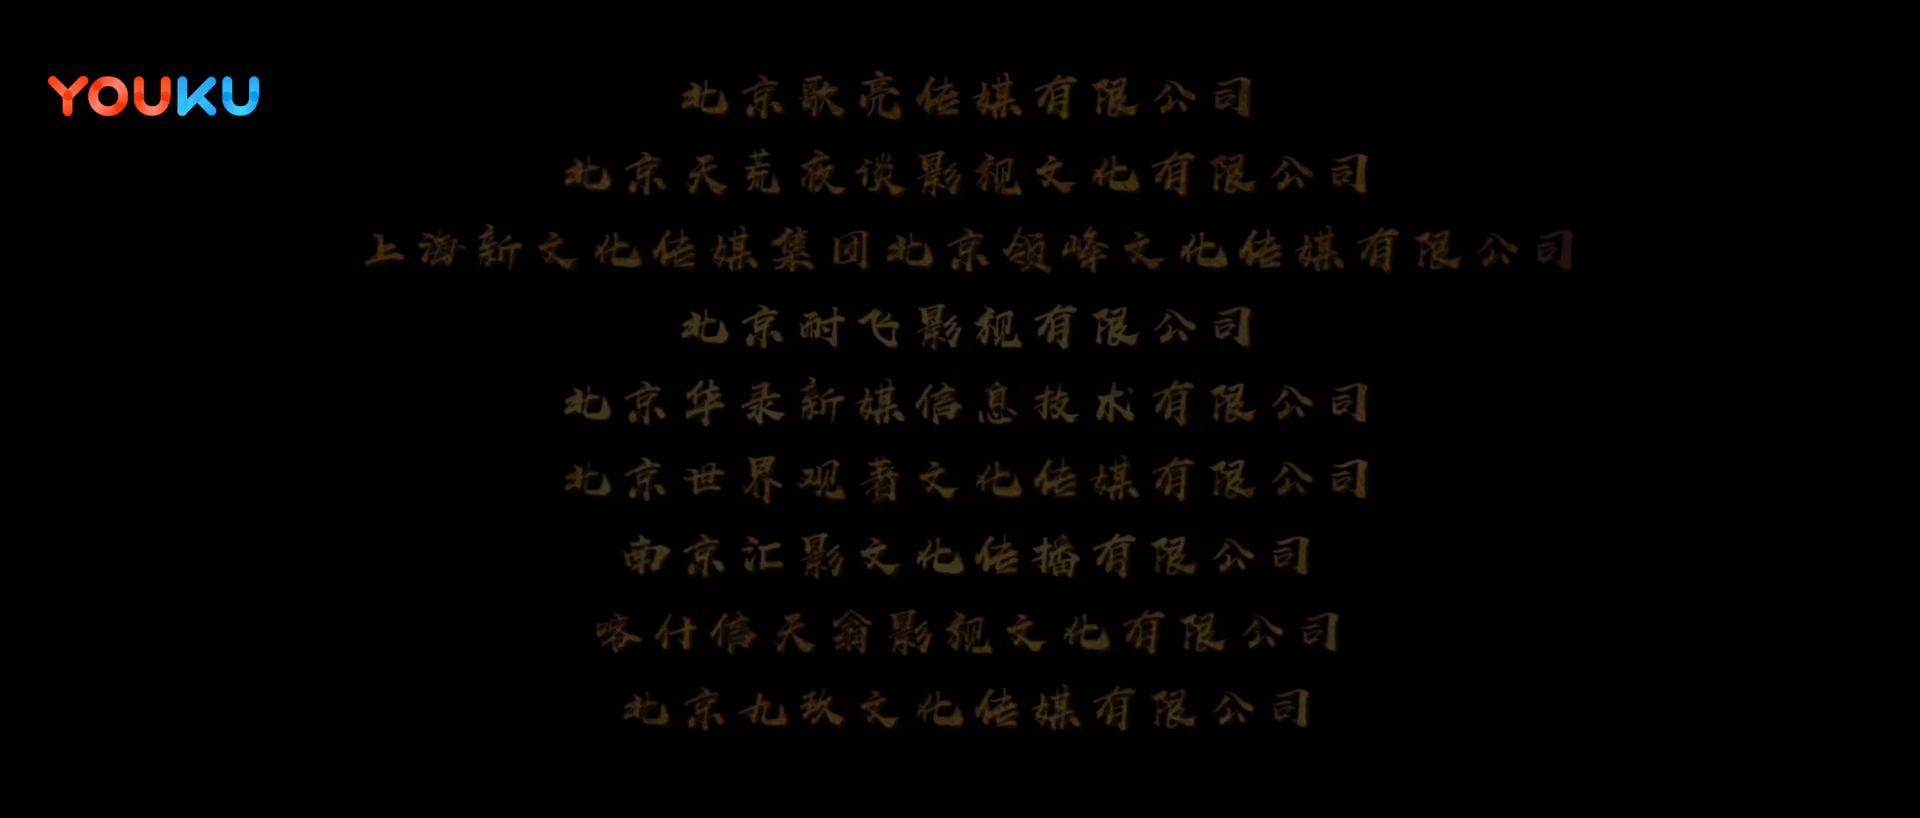 YOUKU
北京歌亮传媒有限公司
北京天荒夜谈影视文化有限公司
上海新文化传媒集团北京领峰文化传媒有限公司
北京耐飞影视有限公司
北京华录新媒信息技术有限公司
北京世界观著文化传媒有限公司
南京汇影文化传播有限公司
喀什信天翁影视文化有限公司
北京九玖文化传媒有限公司